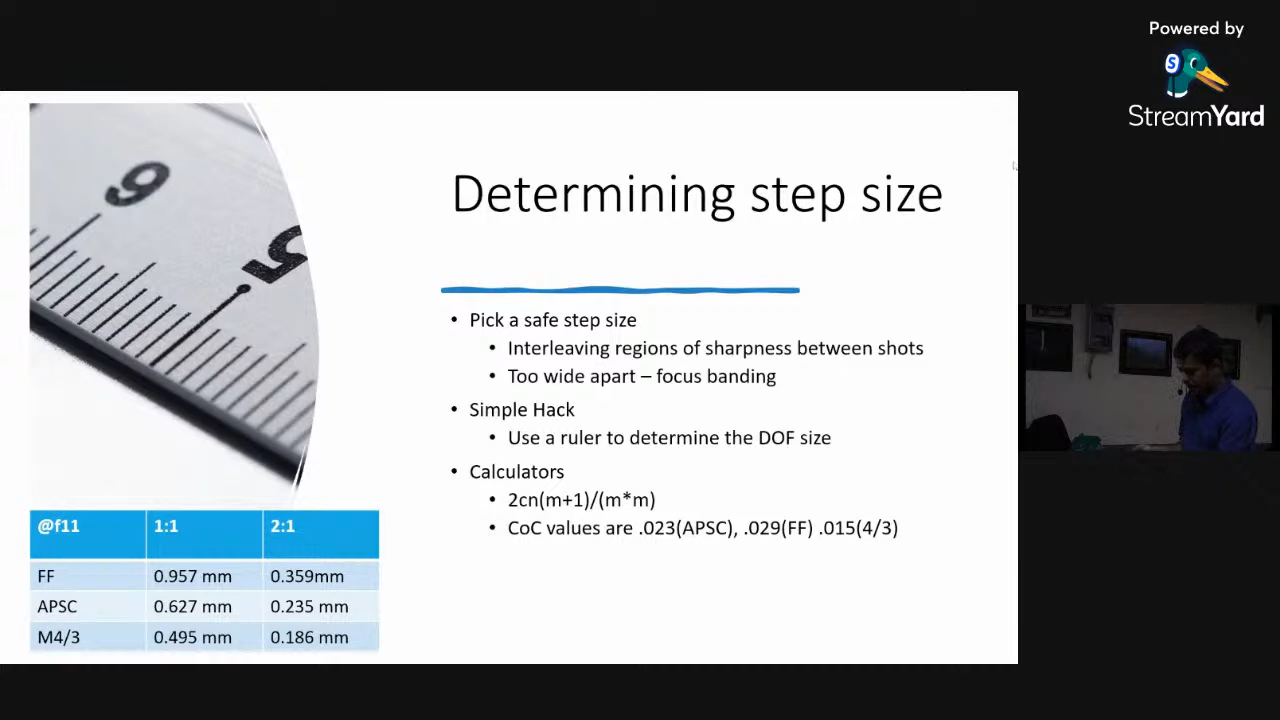 Powered by
StreamYard
Determining step size
• Pick a safe step size
• Interleaving regions of sharpness between shots
• Too wide apart – focus banding
• Simple Hack
• Use a ruler to determine the DOF size
• Calculators
• 2cn(m+1)/(m*m)
• CoC values are .023(APSC), .029(FF) .015(4/3)
6
5
@f11 1:1 2:1
FF 0.957 mm 0.359mm
APSC 0.627 mm 0.235 mm
M4/3 0.495 mm 0.186 mm